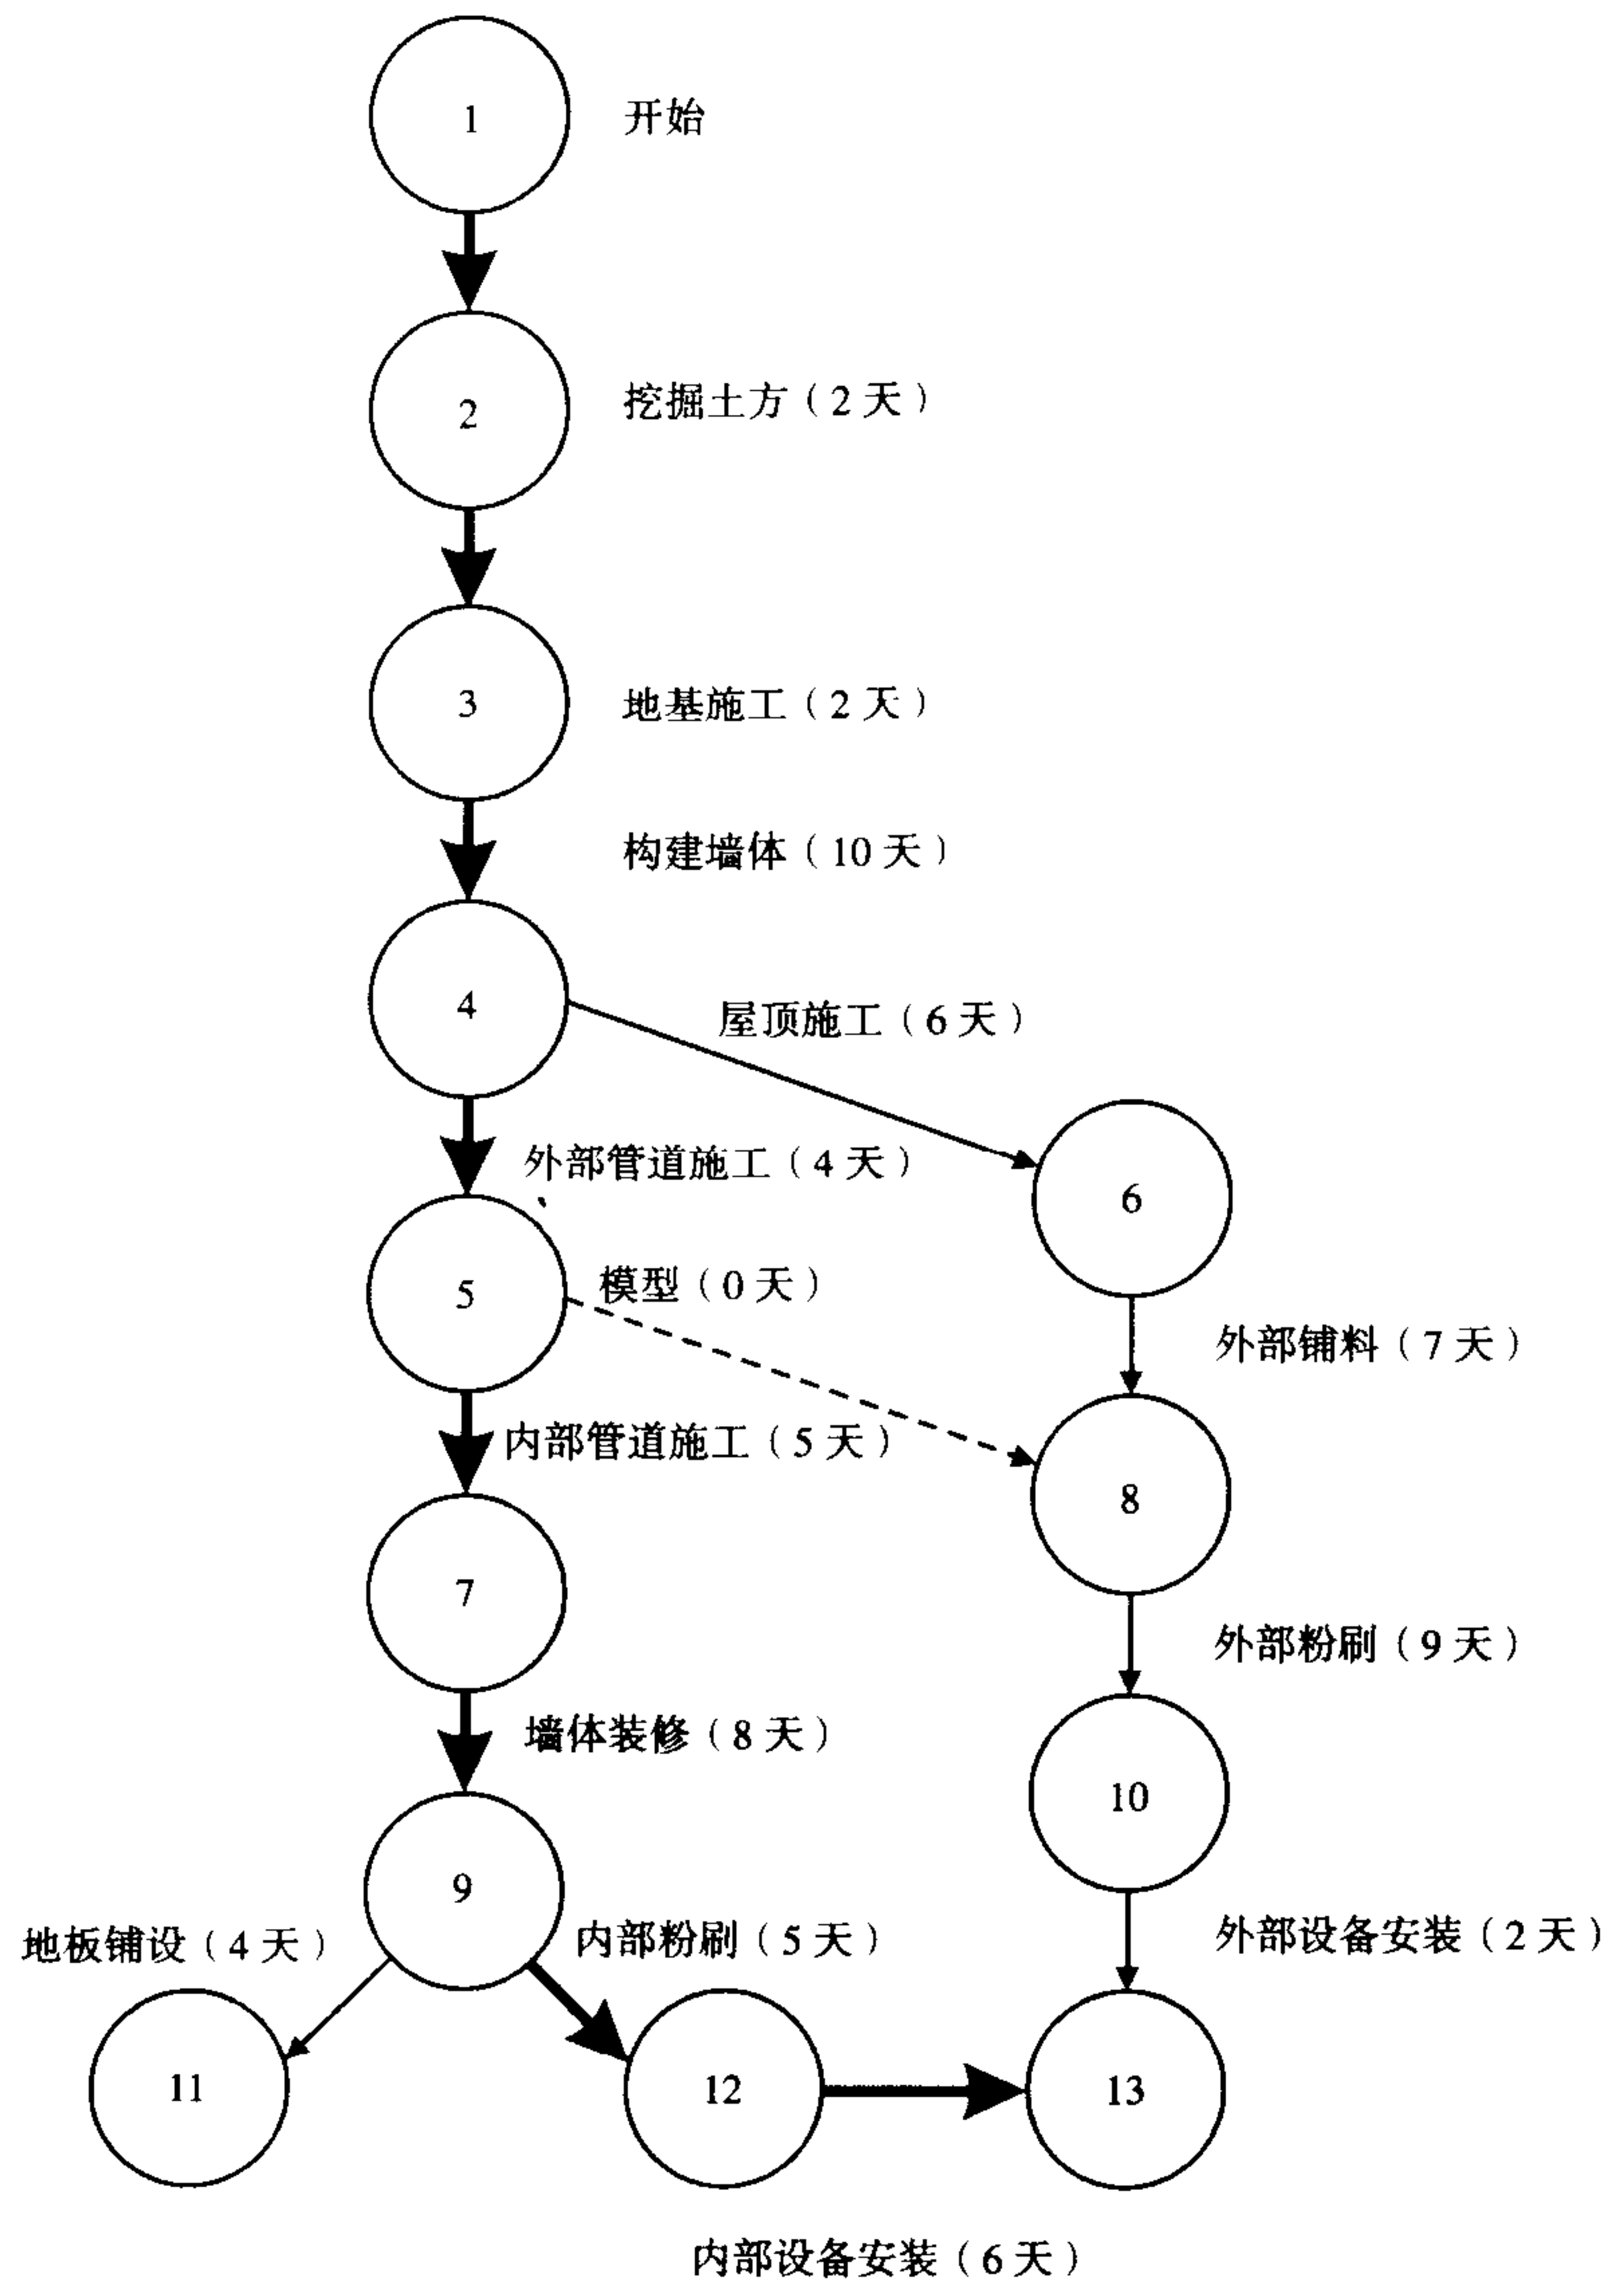 1 开始
2 挖掘土方（2 天）
3 地基施工（2 天）
构建墙体（10 天）
4
屋顶施工（6 天）
外部管道施工（4 天）
6
5
模型（0 天）
外部铺料（7 天）
内部管道施工（5 天）
8
7
外部粉刷（9 天）
墙体装修（8 天）
10
9
地板铺设（4 天）
内部粉刷（5 天）
外部设备安装（2 天）
11
12
13
内部设备安装（6 天）